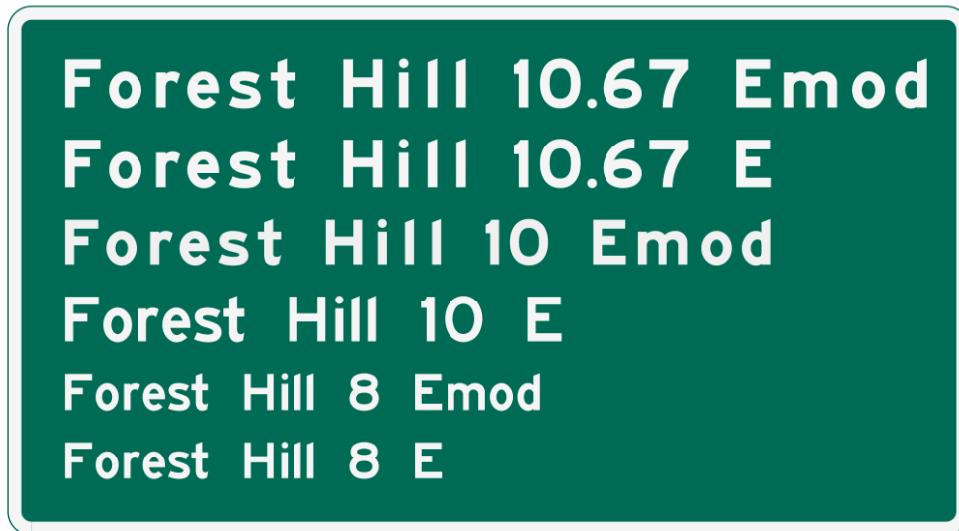 Forest Hill 10.67 Emod
Forest Hill 10.67 E
Forest Hill 10 Emod
Forest Hill 10 E
Forest Hill 8 Emod
Forest Hill 8 E